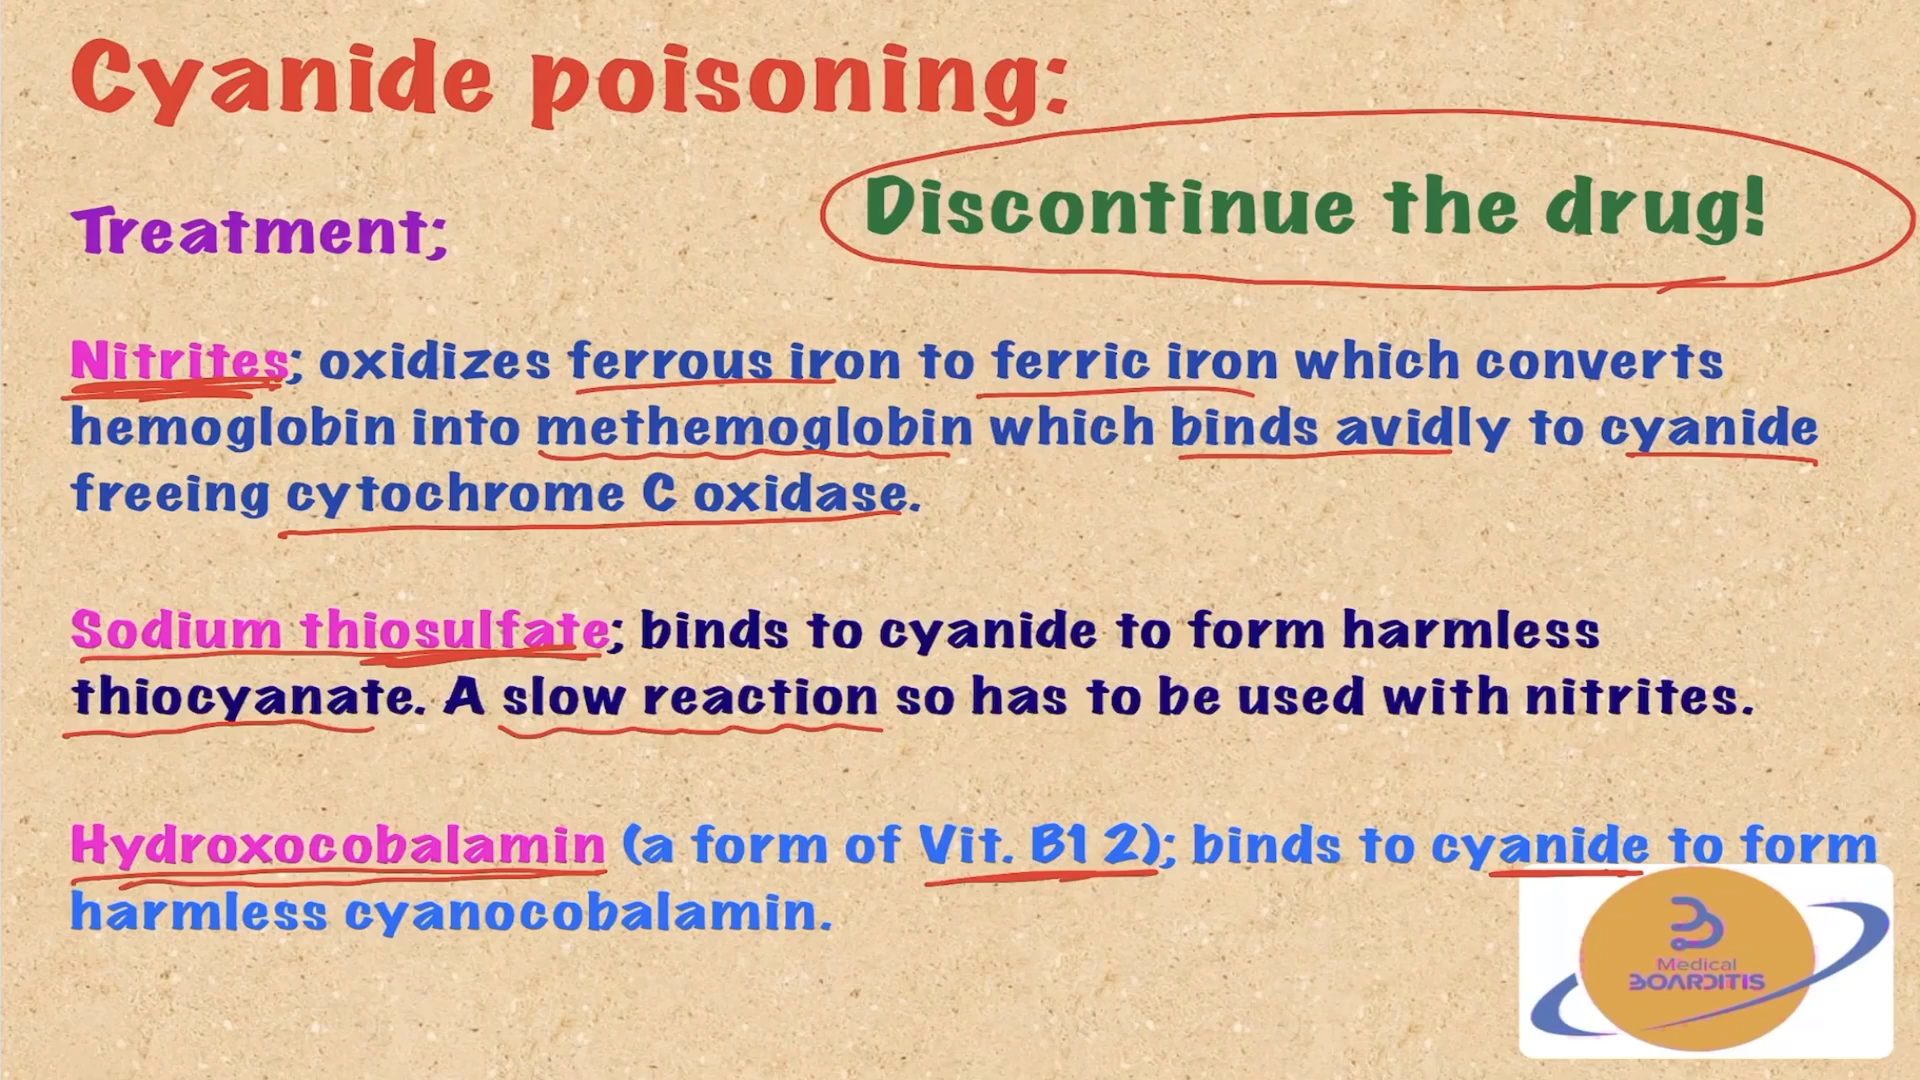 Cyanide poisoning:
Discontinue the drug!
Treatment;
Nitrites; oxidizes ferrous iron to ferric iron which converts
hemoglobin into methemoglobin which binds avidly to cyanide
freeing cytochrome C oxidase.
Sodium thiosulfate; binds to cyanide to form harmless
thiocyanate. A slow reaction so has to be used with nitrites.
Hydroxocobalamin (a form of Vit. B12); binds to cyanide to form
harmless cyanocobalamin.
Medical
BOARDITIS